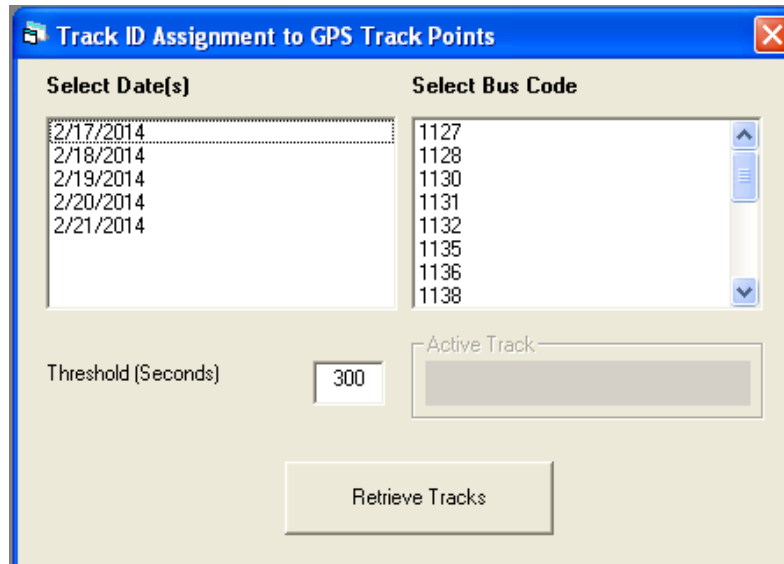 Track ID Assignment to GPS Track Points
Select Date(s)
2/17/2014
2/18/2014
2/19/2014
2/20/2014
2/21/2014
Select Bus Code
1127
1128
1130
1131
1132
1135
1136
1138
Threshold (Seconds)
300
Active Track
Retrieve Tracks